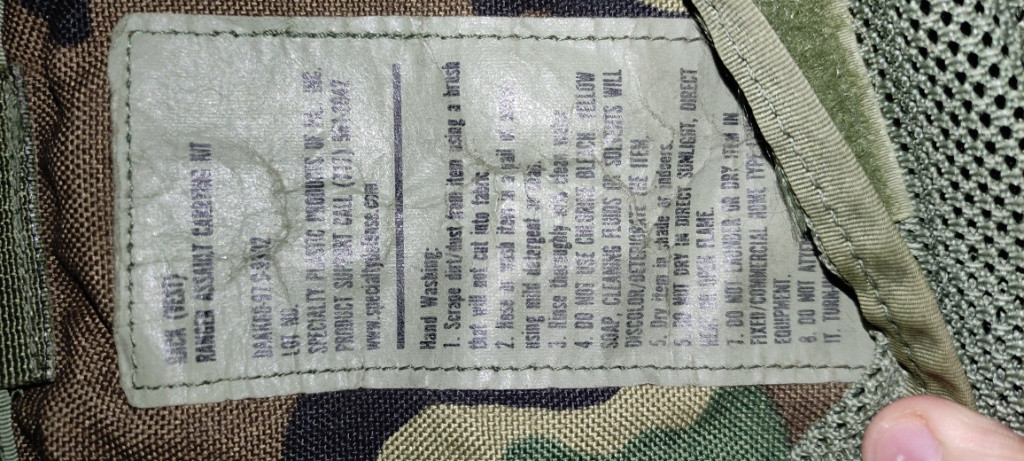 RACK (VEST)
RANGER ASSAULT CARRYING KIT
LOT NO.
SPECIALTY PLASTIC PRODUCTS OF PA. INC.
PRODUCT SUPPORT CALL
www.specialtydefense.com
Hand Washing:
1. Scrape dirt/dust from item using a brush
that will not cut into fabric.
2. Hose or wash item in a pail of
using mild detergent or soap.
3. Rinse thoroughly with clean water.
4. DO NOT USE CHLORINE BLEACH, YELLOW
SOAP, CLEANING FLUIDS OR SOLVENTS WILL
DISCOLOR/DETERIORATE THE ITEM.
5. Dry item in shade or indoors.
6. DO NOT DRY in DIRECT SUNLIGHT, DIRECT
HEAT OR OPEN FLAME.
7. DO NOT LAUNDER OR DRY ITEM IN
FIXED/COMMERCIAL HOME TYPE
EQUIPMENT.
8. DO NOT
IT.